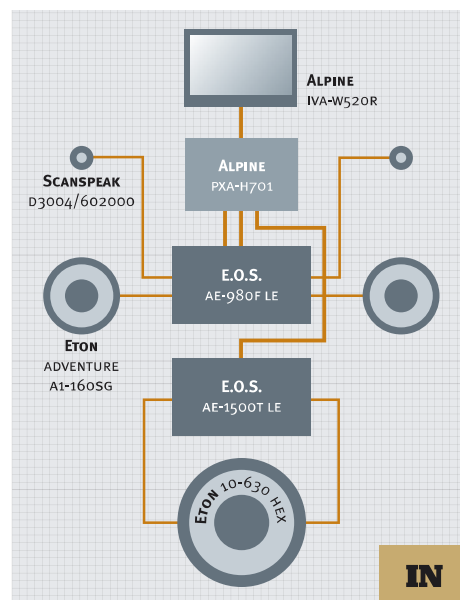 ALPINE
IVA-W520R
ALPINE
PXA-H701
SCANSPEAK
D3004/602000
E.O.S.
AE-980F LE
ETON
ADVENTURE
A1-160SG
E.O.S.
AE-1500T LE
ETON 10-630 HEX
IN